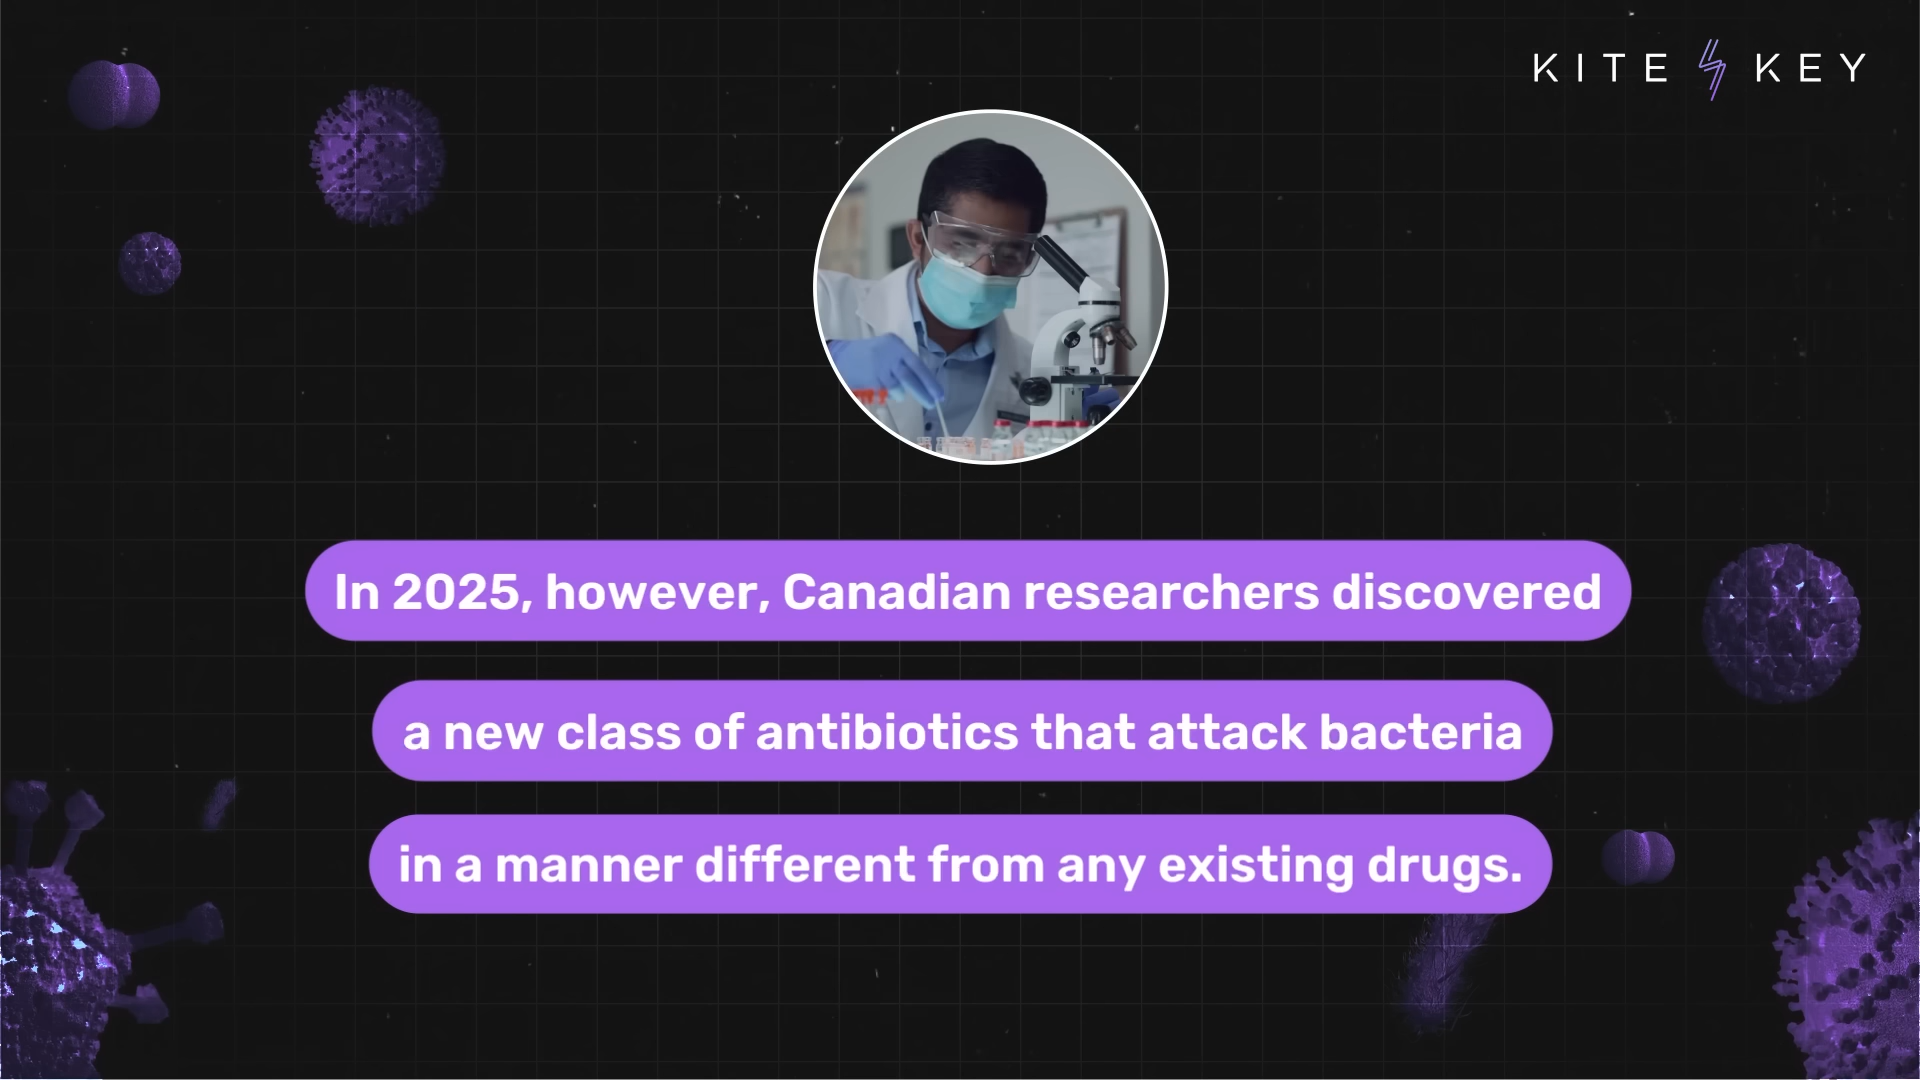 KITE KEY
In 2025, however, Canadian researchers discovered
a new class of antibiotics that attack bacteria
in a manner different from any existing drugs.